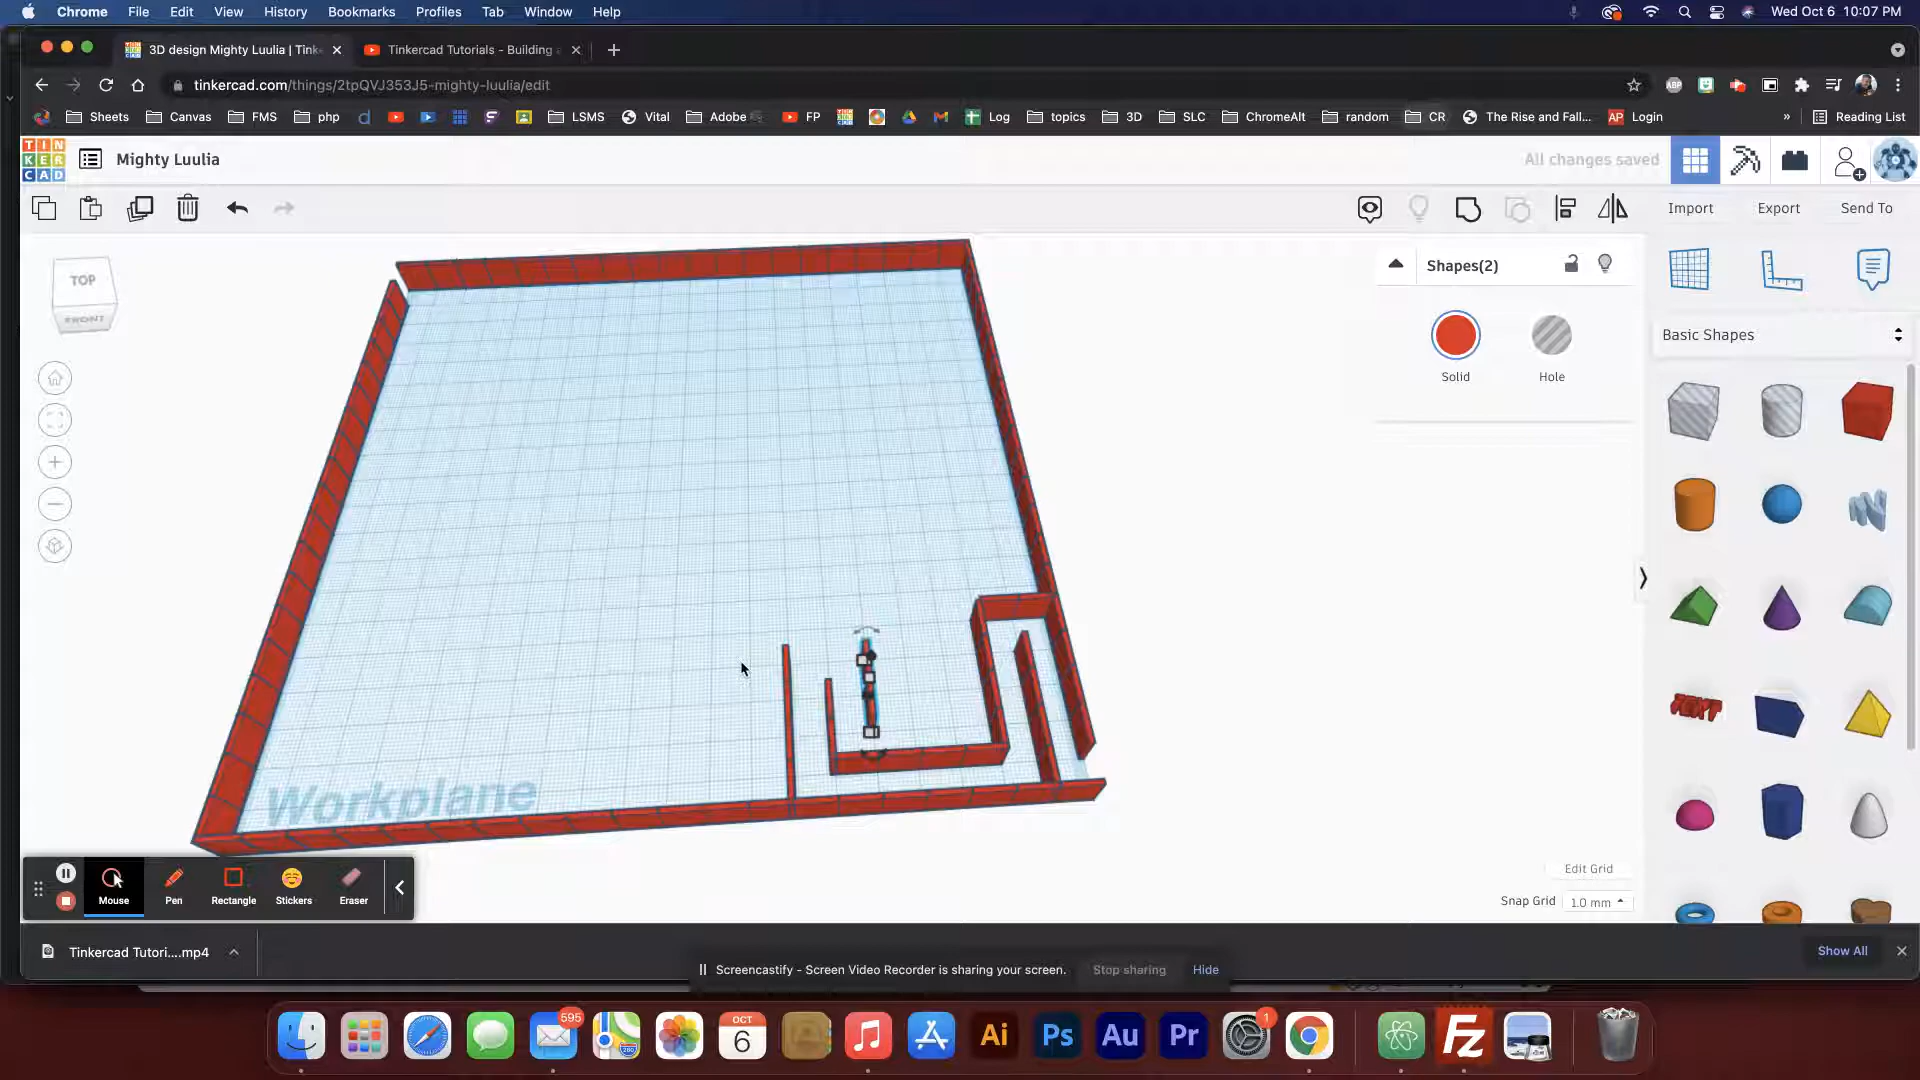 Chrome File Edit View History Bookmarks Profiles Tab Window Help Wed Oct 6 10:07 PM
3D design Mighty Luulia | Tink Tinkercad Tutorials - Building
tinkercad.com/things/2tpQVJ353J5-mighty-luulia/edit
Sheets Canvas FMS php LSMS Vital Adobe FP Log topics 3D SLC ChromeAlt random CR The Rise and Fall... AP Login » Reading List
TIN
KER
CAD
Mighty Luulia All changes saved
Import Export Send To
TOP
FRONT
Shapes(2)
Solid Hole
Basic Shapes
TEXT
Workplane
Edit Grid
Snap Grid 1.0 mm
Mouse Pen Rectangle Stickers Eraser
Tinkercad Tutori....mp4 Show All
Screencastify - Screen Video Recorder is sharing your screen. Stop sharing Hide
595 280 OCT 6 Ai Ps Au Pr 1 Fz